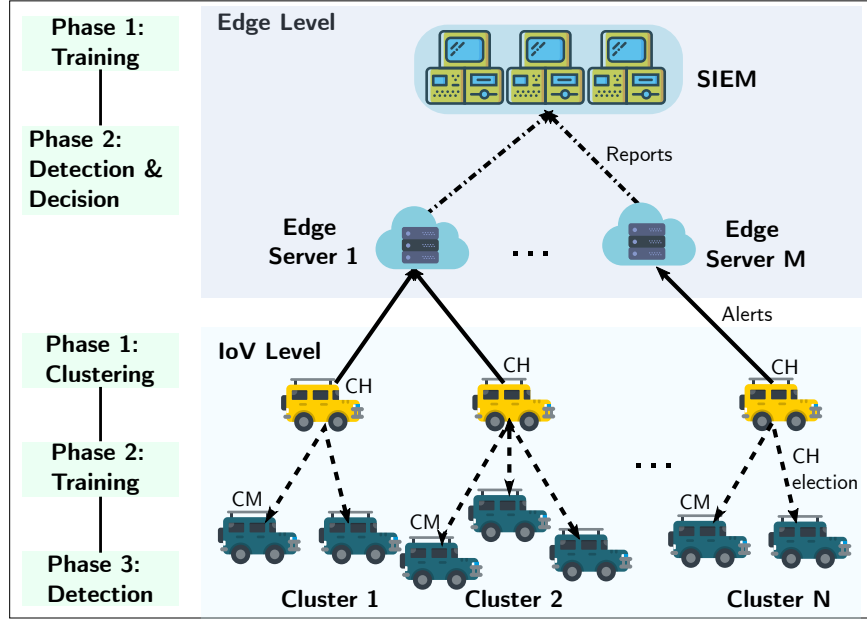 Phase 1:
Training
Phase 2:
Detection &
Decision
Edge Level
SIEM
Reports
Edge
Server 1
. . .
Edge
Server M
Alerts
Phase 1:
Clustering
Phase 2:
Training
Phase 3:
Detection
IoV Level
CH
CH
CH
. . .
CH
election
CM
CM
CM
Cluster 1
Cluster 2
Cluster N